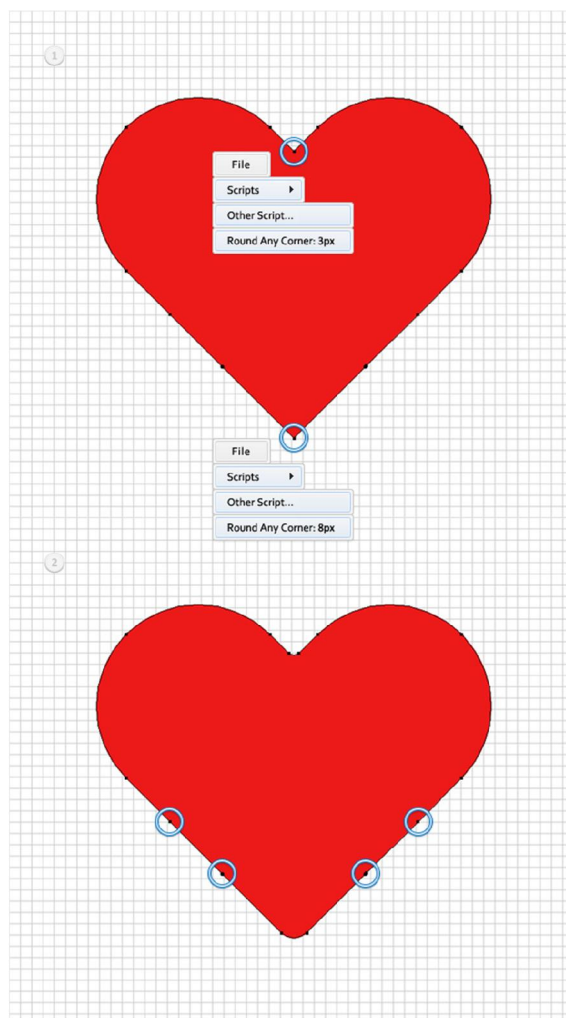 1
File
Scripts
Other Script...
Round Any Corner: 3px
File
Scripts
Other Script...
Round Any Corner: 8px
2